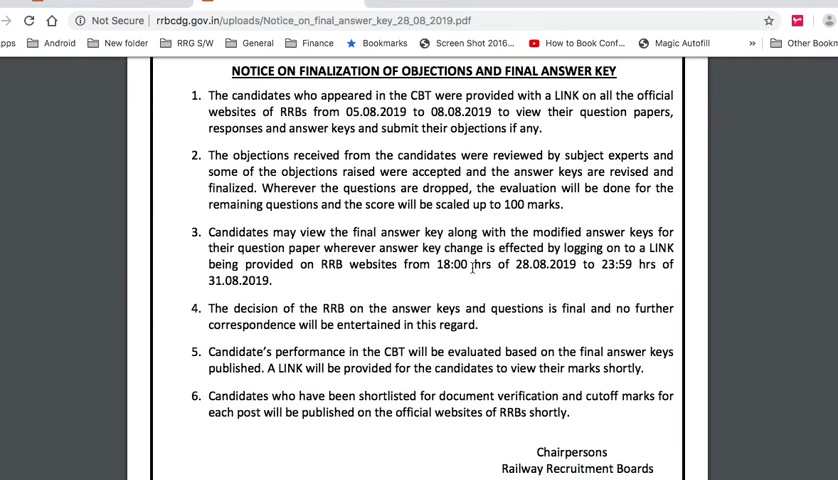 Not Secure | rrbcdg.gov.in/uploads/Notice_on_final_answer_key_28_08_2019.pdf
Android New folder RRG S/W General Finance Bookmarks Screen Shot 2016... How to Book Conf... Magic Autofill » Other Bookm
NOTICE ON FINALIZATION OF OBJECTIONS AND FINAL ANSWER KEY
1. The candidates who appeared in the CBT were provided with a LINK on all the official
websites of RRBs from 05.08.2019 to 08.08.2019 to view their question papers,
responses and answer keys and submit their objections if any.
2. The objections received from the candidates were reviewed by subject experts and
some of the objections raised were accepted and the answer keys are revised and
finalized. Wherever the questions are dropped, the evaluation will be done for the
remaining questions and the score will be scaled up to 100 marks.
3. Candidates may view the final answer key along with the modified answer keys for
their question paper wherever answer key change is effected by logging on to a LINK
being provided on RRB websites from 18:00 hrs of 28.08.2019 to 23:59 hrs of
31.08.2019.
4. The decision of the RRB on the answer keys and questions is final and no further
correspondence will be entertained in this regard.
5. Candidate's performance in the CBT will be evaluated based on the final answer keys
published. A LINK will be provided for the candidates to view their marks shortly.
6. Candidates who have been shortlisted for document verification and cutoff marks for
each post will be published on the official websites of RRBs shortly.
Chairpersons
Railway Recruitment Boards